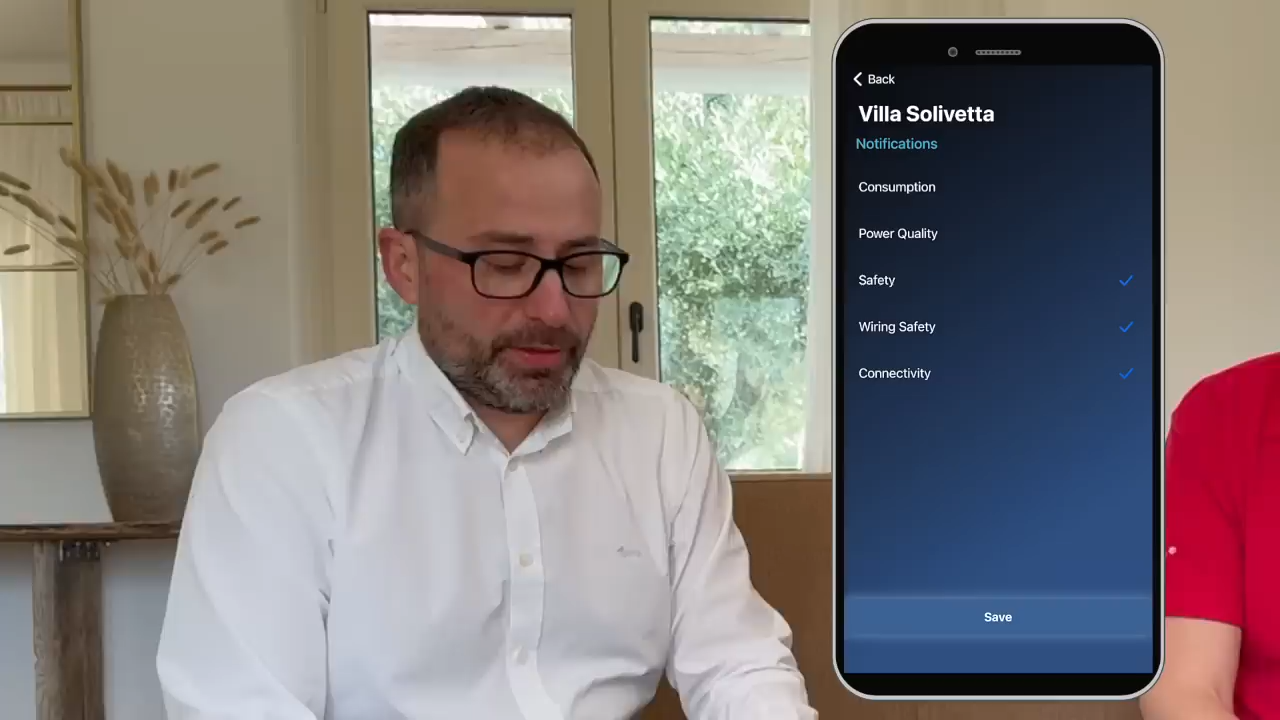 Back
Villa Solivetta
Notifications
Consumption
Power Quality
Safety
Wiring Safety
Connectivity
Save